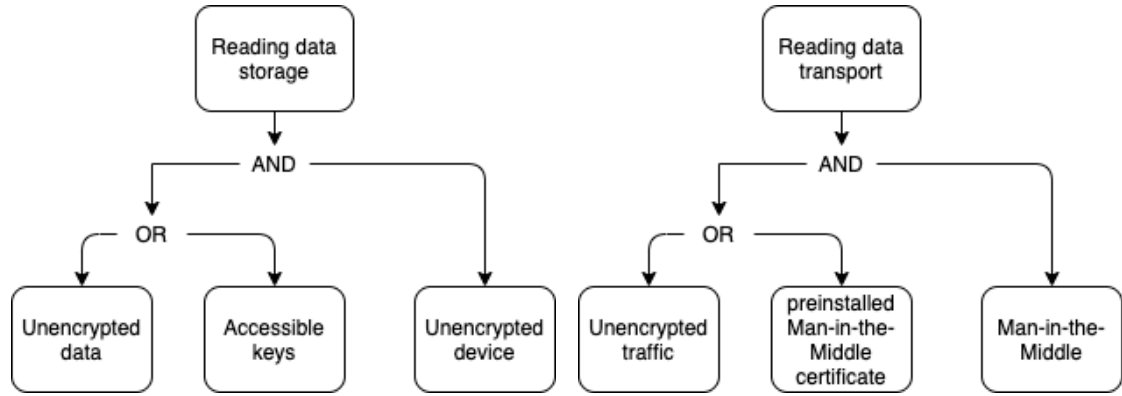 Reading data
storage
Reading data
transport
AND
AND
OR
OR
Unencrypted
data
Accessible
keys
Unencrypted
device
Unencrypted
traffic
preinstalled
Man-in-the-
Middle
certificate
Man-in-the-
Middle